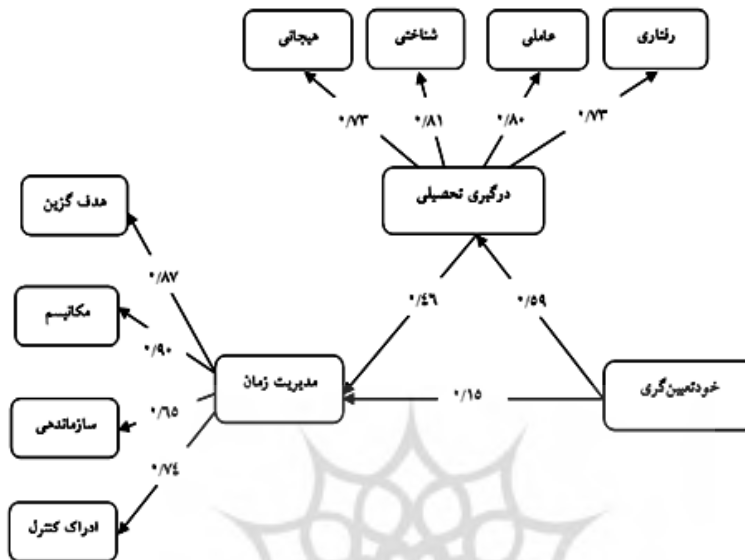 هیجانی
شناختی
عاملی
رفتاری
۰/۷۳
۰/۸۱
۰/۸۰
۰/۷۳
درگیری تحصیلی
هدف گزین
۰/۸۷
مکانیسم
۰/۹۰
۰/۴۶
۰/۵۹
مدیریت زمان
خودتعیین‌گری
۰/۱۵
سازماندهی
۰/۶۵
۰/۷۴
ادراک کنترل